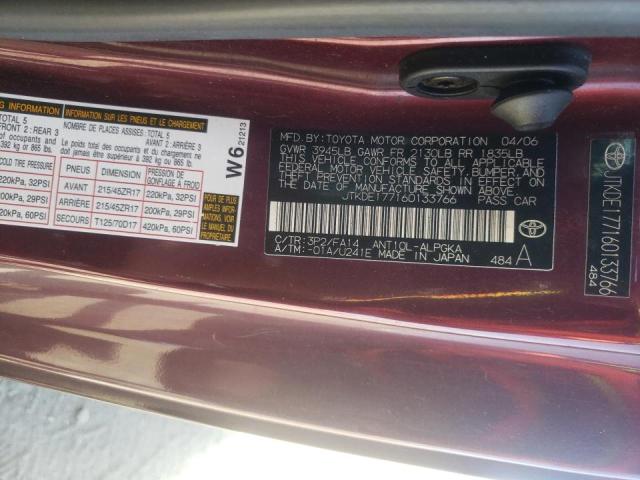 NG INFORMATION
TOTAL 5
FRONT 2 : REAR 3
of occupants
392 kg or 865 lbs.
COLD TIRE PRESSURE
220kPa, 32PSI
200kPa, 29PSI
420kPa, 60PSI
INFORMATION SUR LES PNEUS ET LE CHARGEMENT
NOMBRE DE PLACES ASSISES : TOTAL 5
AVANT 2 : ARRIÈRE 3
Le poids total des occupants et du chargement
ne doit pas être supérieur
à 392 kg ou 865 lb.
PNEUS DIMENSION PRESSION DE GONFLAGE À FROID
AVANT 215/45ZR17 220kPa, 32PSI
ARRIÈRE 215/45ZR17 200kPa, 29PSI
SECOURS T125/70D17 420kPa, 60PSI
W6 21213
MFD. BY: TOYOTA MOTOR CORPORATION 04/06
GVWR 3945LB GAWR FR 2130LB RR 1835LB
THIS VEHICLE CONFORMS TO ALL APPLICABLE
FEDERAL MOTOR VEHICLE SAFETY, BUMPER, AND
THEFT PREVENTION STANDARDS IN EFFECT ON
THE DATE OF MANUFACTURE SHOWN ABOVE.
JTKDE177160133766 PASS CAR
C/TR: 3P2/FA14 ANT10L-ALPGKA
A/TM: -01A/U241E MADE IN JAPAN
484 A
JTKDE177160133766
484